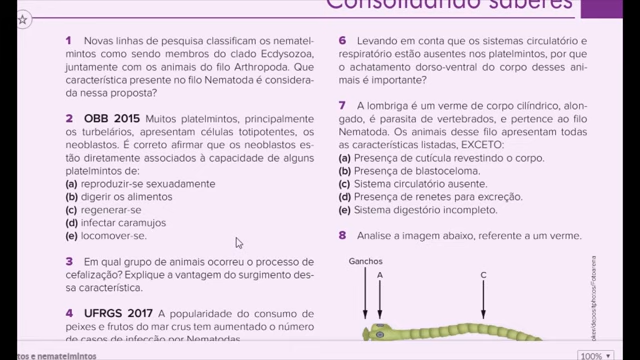 Consolidando saberes
1 Novas linhas de pesquisa classificam os nematel-
mintos como sendo membros do clado Ecdysozoa,
juntamente com os animais do filo Arthropoda. Que
característica presente no filo Nematoda é considera-
da nessa proposta?
2 OBB 2015 Muitos platelmintos, principalmente
os turbelários, apresentam células totipotentes, os
neoblastos. É correto afirmar que os neoblastos es-
tão diretamente associados à capacidade de alguns
platelmintos de:
(a) reproduzir-se sexuadamente
(b) digerir os alimentos
(c) regenerar-se
(d) infectar caramujos
(e) locomover-se.
3 Em qual grupo de animais ocorreu o processo de
cefalização? Explique a vantagem do surgimento des-
sa característica.
4 UFRGS 2017 A popularidade do consumo de
peixes e frutos do mar crus tem aumentado o número
de casos de infecção por Nematodas.
6 Levando em conta que os sistemas circulatório e
respiratório estão ausentes nos platelmintos, por que
o achatamento dorso-ventral do corpo desses ani-
mais é importante?
7 A lombriga é um verme de corpo cilíndrico, alon-
gado, é parasita de vertebrados, e pertence ao filo
Nematoda. Os animais desse filo apresentam todas
as características listadas, EXCETO:
(a) Presença de cutícula revestindo o corpo.
(b) Presença de blastoceloma.
(c) Sistema circulatório ausente.
(d) Presença de renetes para excreção.
(e) Sistema digestório incompleto.
8 Analise a imagem abaixo, referente a um verme.
Ganchos
A
C
tos e nematelmintos
100%